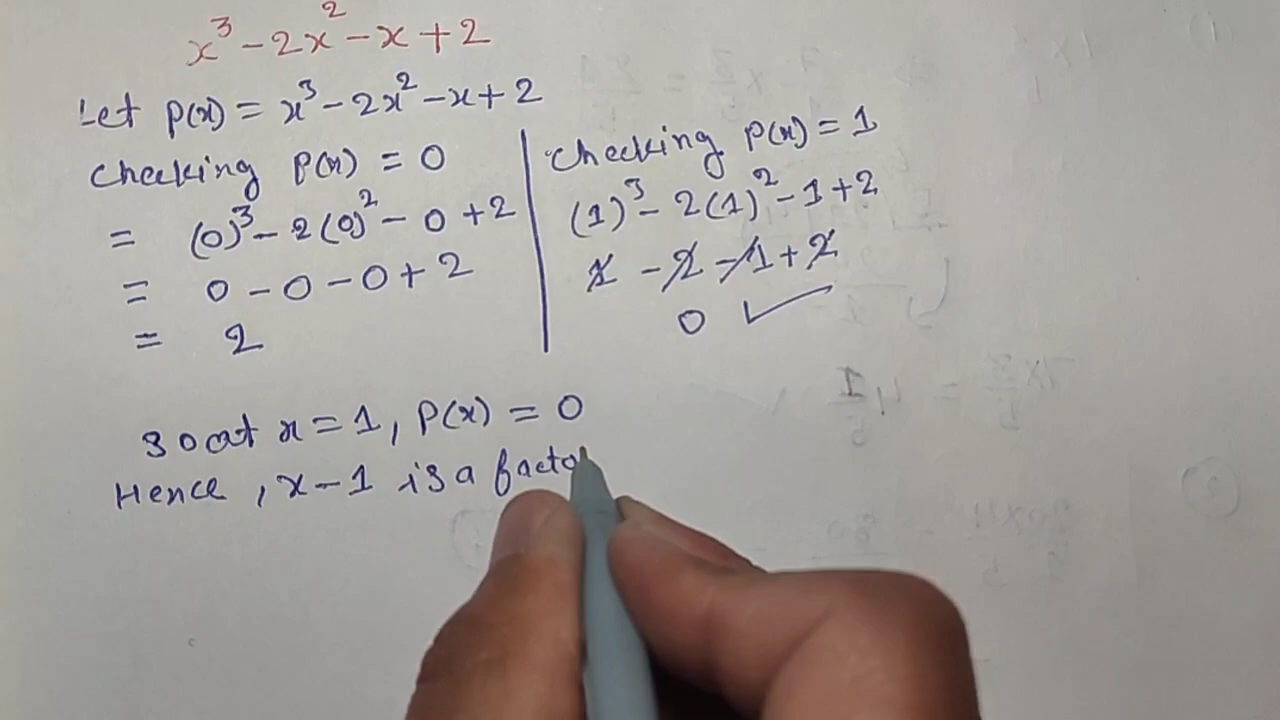 x³ - 2x² - x + 2
Let P(x) = x³ - 2x² - x + 2
Checking P(x) = 0
= (0)³ - 2(0)² - 0 + 2
= 0 - 0 - 0 + 2
= 2
Checking P(x) = 1
(1)³ - 2(1)² - 1 + 2
1 - 2 - 1 + 2
0 ✓
So at x = 1, P(x) = 0
Hence, x - 1 is a facto